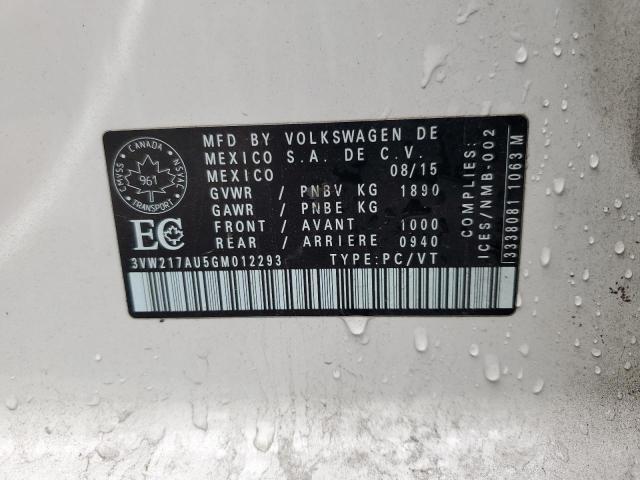 CANADA
CMVSS
NSVAC
961
TRANSPORT
EC
MFD BY VOLKSWAGEN DE
MEXICO S.A. DE C.V.
MEXICO 08/15
GVWR / PNBV KG 1890
GAWR / PNBE KG
FRONT / AVANT 1000
REAR / ARRIERE 0940
3VW217AU5GM012293 TYPE:PC/VT
COMPLIES:
ICES/NMB-002
3338081 1063 M